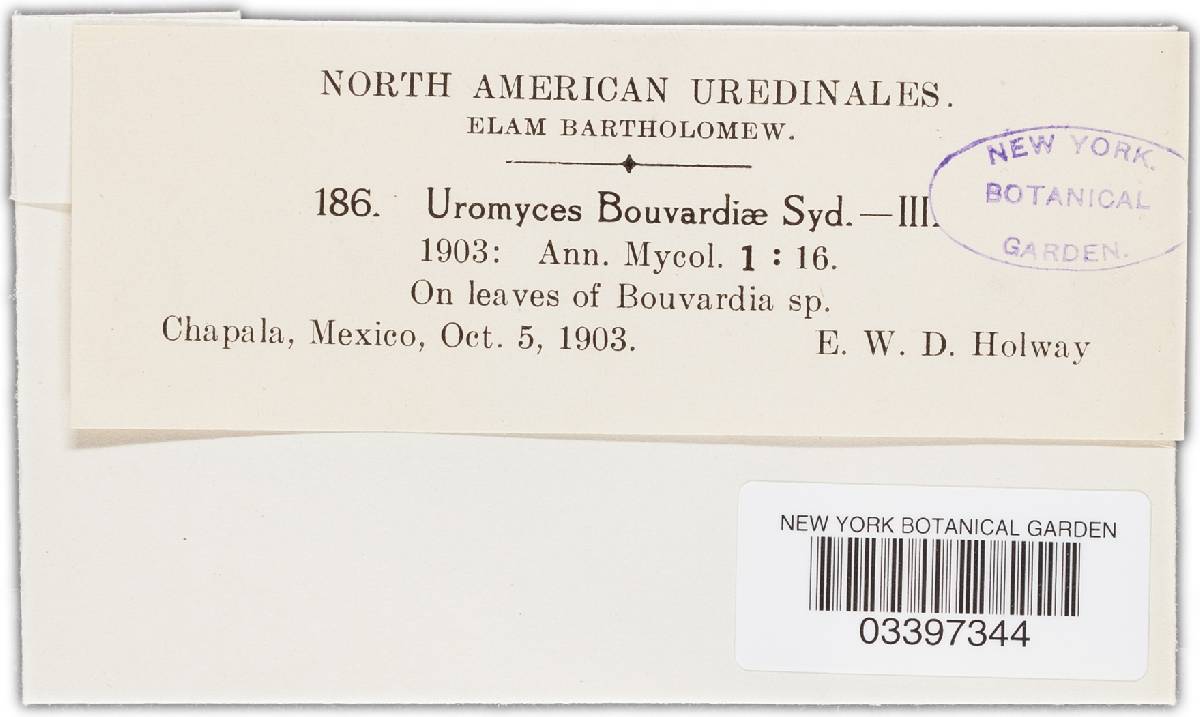 NORTH AMERICAN UREDINALES.
ELAM BARTHOLOMEW.
186. Uromyces Bouvardiæ Syd.—III.
1903: Ann. Mycol. 1 : 16.
On leaves of Bouvardia sp.
Chapala, Mexico, Oct. 5, 1903. E. W. D. Holway
NEW YORK.
BOTANICAL
GARDEN.
NEW YORK BOTANICAL GARDEN
03397344